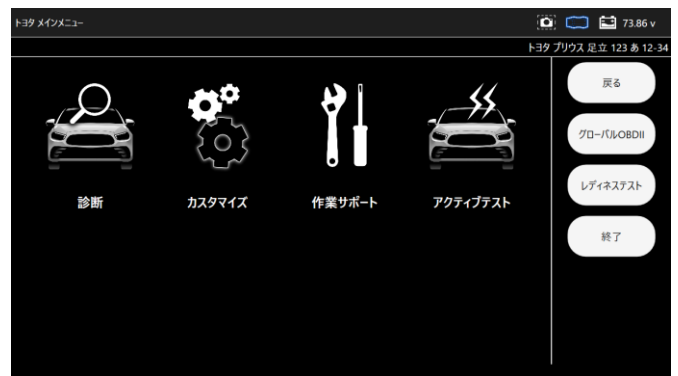 トヨタ メインメニュー
73.86 v
トヨタ プリウス 足立 123 あ 12-34
診断
カスタマイズ
作業サポート
アクティブテスト
戻る
グローバルOBDII
レディネステスト
終了